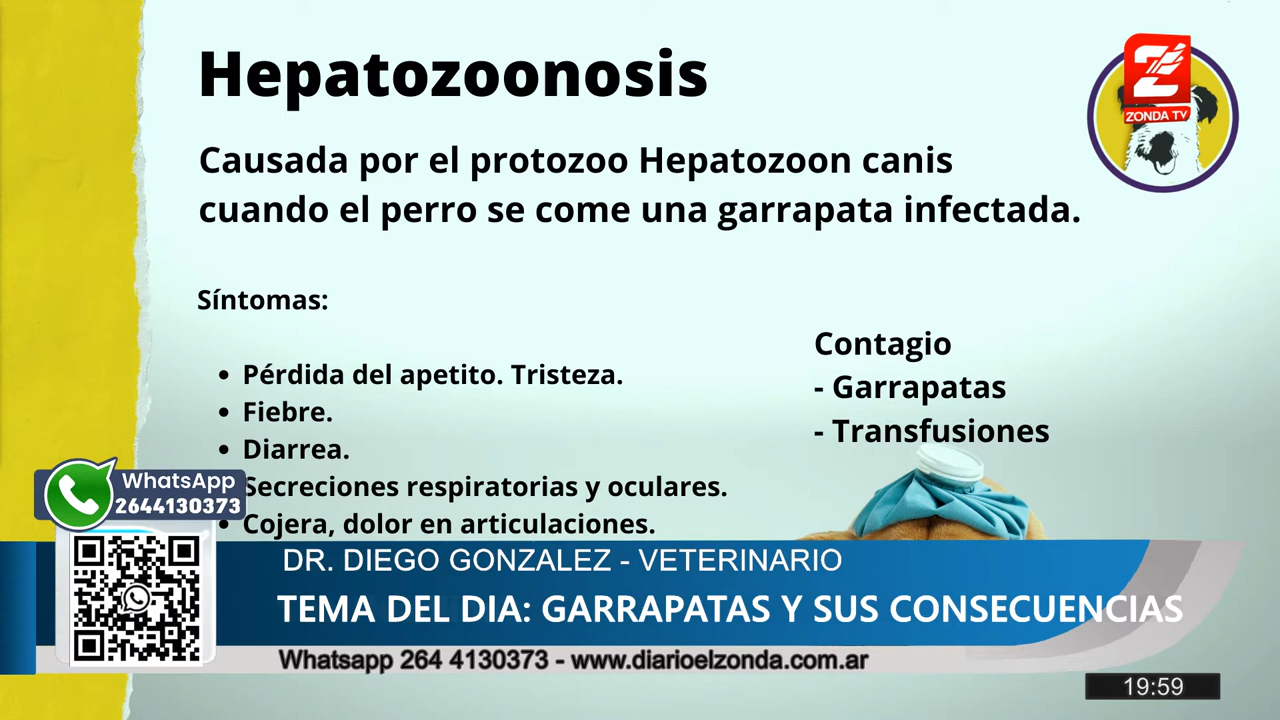 Hepatozoonosis
Causada por el protozoo Hepatozoon canis
cuando el perro se come una garrapata infectada.
Síntomas:
• Pérdida del apetito. Tristeza.
• Fiebre.
• Diarrea.
Secreciones respiratorias y oculares.
• Cojera, dolor en articulaciones.
Contagio
- Garrapatas
- Transfusiones
Z
ZONDA TV
WhatsApp
2644130373
DR. DIEGO GONZALEZ - VETERINARIO
TEMA DEL DIA: GARRAPATAS Y SUS CONSECUENCIAS
Whatsapp 264 4130373 - www.diarioelzonda.com.ar
19:59